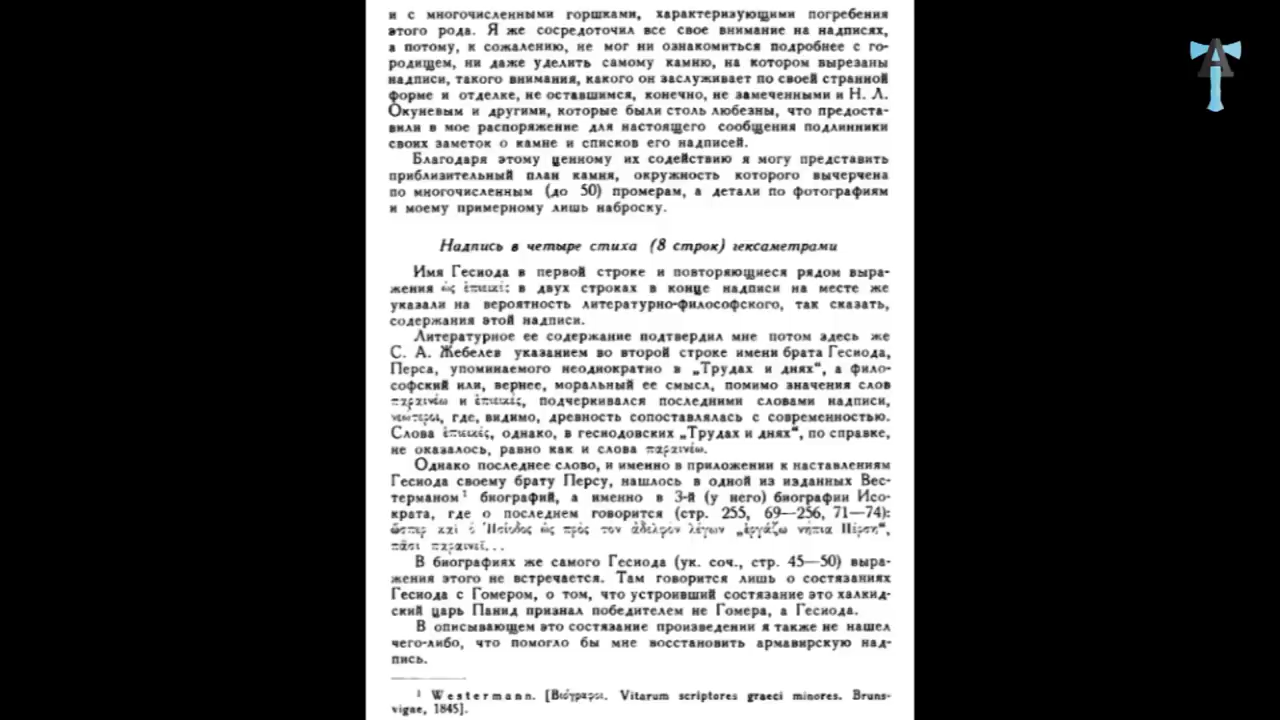 и с многочисленными горшками, характеризующими погребения
этого рода. Я же сосредоточил все свое внимание на надписях,
а потому, к сожалению, не мог ни ознакомиться подробнее с го-
родищем, ни даже уделить самому камню, на котором вырезаны
надписи, такого внимания, какого он заслуживает по своей странной
форме и отделке, не оставшимся, конечно, не замеченными и Н. Л.
Окуневым и другими, которые были столь любезны, что предоста-
вили в мое распоряжение для настоящего сообщения подлинники
своих заметок о камне и списков его надписей.
Благодаря этому ценному их содействию я могу представить
приблизительный план камня, окружность которого вычерчена
по многочисленным (до 50) промерам, а детали по фотографиям
и моему примерному лишь наброску.
Надпись в четыре стиха (8 строк) гексаметрами
Имя Гесиода в первой строке и повторяющиеся рядом выра-
жения ὡς ἐπιεικές в двух строках в конце надписи на месте же
указали на вероятность литературно-философского, так сказать,
содержания этой надписи.
Литературное ее содержание подтвердил мне потом здесь же
С. А. Жебелев указанием во второй строке имени брата Гесиода,
Перса, упоминаемого неоднократно в „Трудах и днях“, а фило-
софский или, вернее, моральный ее смысл, помимо значения слов
παραινέω и ἐπιεικές, подчеркивался последними словами надписи,
где, видимо, древность сопоставлялась с современностью.
Слова ἐπιεικές, однако, в гесиодовских „Трудах и днях“, по справке,
не оказалось, равно как и слова παραινέω.
Однако последнее слово, и именно в приложении к наставлениям
Гесиода своему брату Персу, нашлось в одной из изданных Вес-
терманом¹ биографий, а именно в 3-й (у него) биографии Исо-
крата, где о последнем говорится (стр. 255, 69—256, 71—74):
ὥσπερ καὶ ὁ Ἡσίοδος ὡς πρὸς τὸν ἀδελφὸν λέγων „ἐργάζω νήπια Πέρση“,
πᾶσι παραινεῖ...
В биографиях же самого Гесиода (ук. соч., стр. 45—50) выра-
жения этого не встречается. Там говорится лишь о состязаниях
Гесиода с Гомером, о том, что устроивший состязание это халкид-
ский царь Панид признал победителем не Гомера, а Гесиода.
В описывающем это состязание произведении я также не нашел
чего-либо, что помогло бы мне восстановить армавирскую над-
пись.
¹ Westermann. [Βιόγραφοι. Vitarum scriptores graeci minores. Bruns-
vigae, 1845].